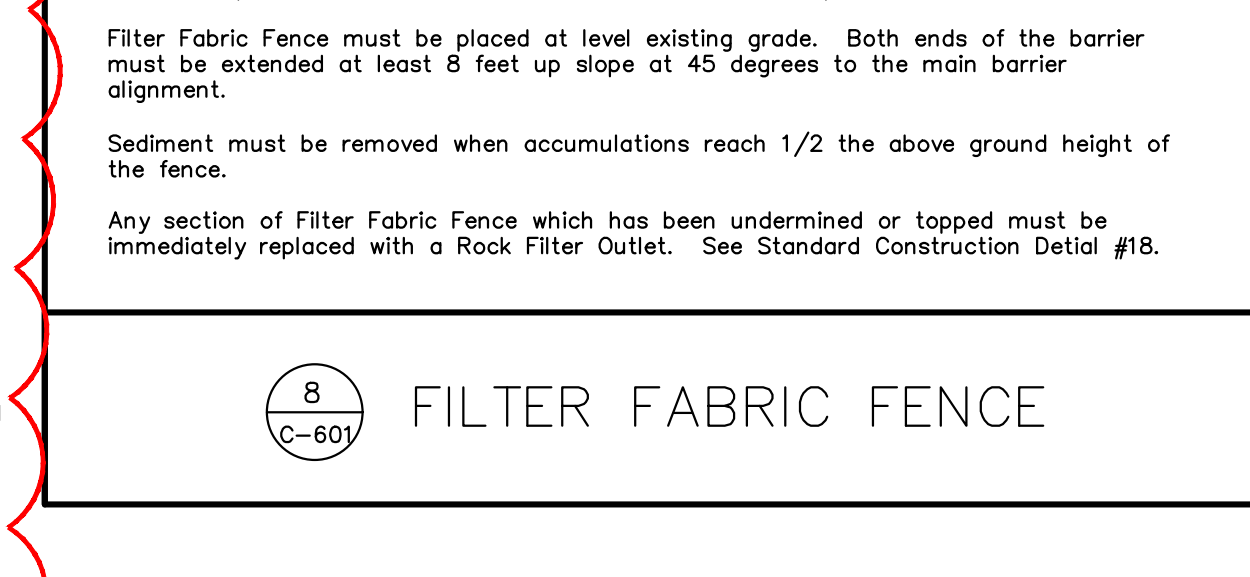 Filter Fabric Fence must be placed at level existing grade.  Both ends of the barrier
must be extended at least 8 feet up slope at 45 degrees to the main barrier
alignment.
Sediment must be removed when accumulations reach 1/2 the above ground height of
the fence.
Any section of Filter Fabric Fence which has been undermined or topped must be
immediately replaced with a Rock Filter Outlet.  See Standard Construction Detial #18.
8
C-601
FILTER FABRIC FENCE